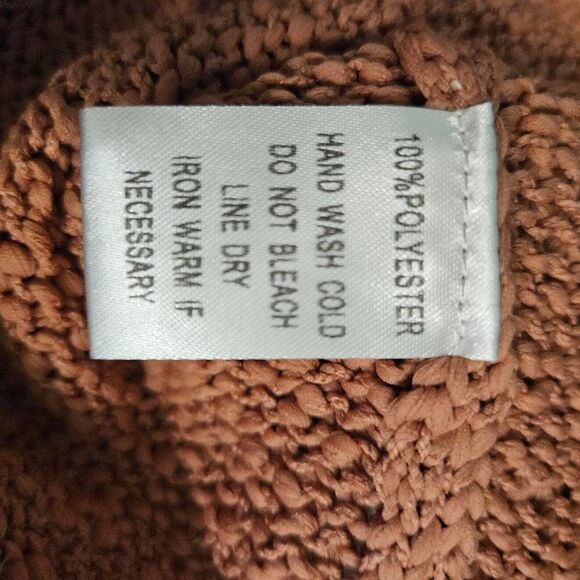 100%POLYESTER
HAND WASH COLD
DO NOT BLEACH
LINE DRY
IRON WARM IF
NECESSARY